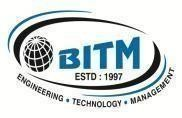 BITM
ESTD : 1997
ENGINEERING • TECHNOLOGY • MANAGEMENT